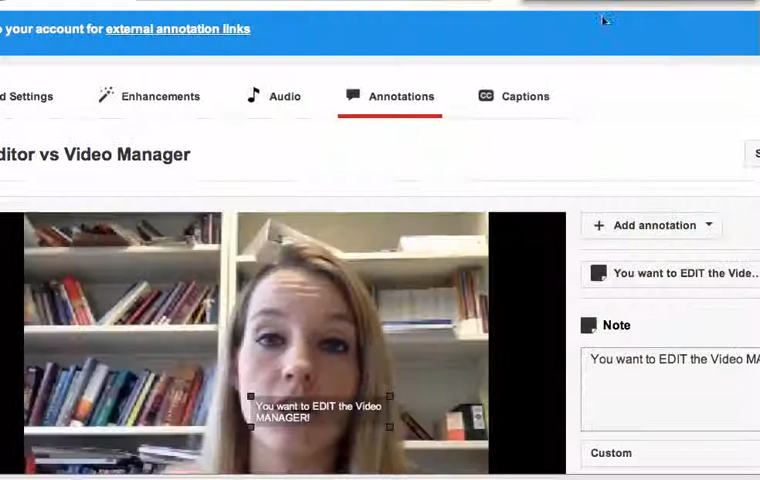 o your account for external annotation links
d Settings
Enhancements
Audio
Annotations
CC
Captions
ditor vs Video Manager
S
+ Add annotation
You want to EDIT the Vide...
Note
You want to EDIT the Video MA
You want to EDIT the Video
MANAGER!
Custom